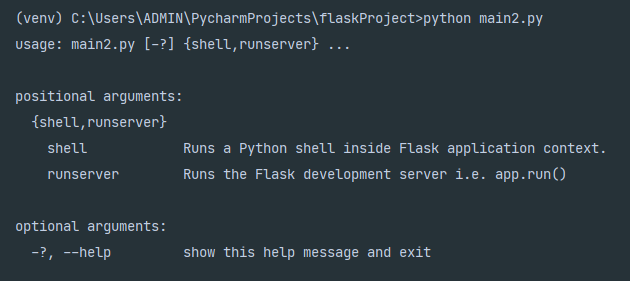 (venv) C:\Users\ADMIN\PycharmProjects\flaskProject>python main2.py
usage: main2.py [-?] {shell,runserver} ...
positional arguments:
{shell,runserver}
shell Runs a Python shell inside Flask application context.
runserver Runs the Flask development server i.e. app.run()
optional arguments:
-?, --help show this help message and exit